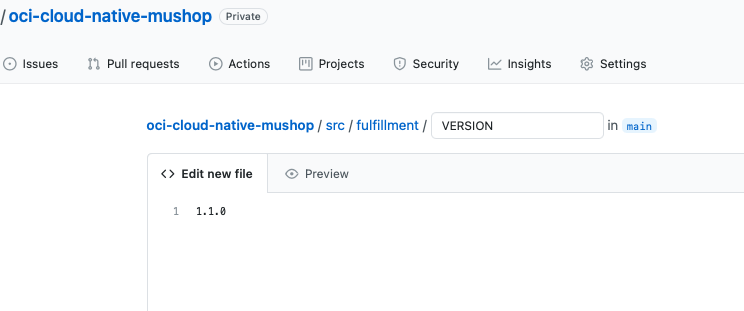 /oci-cloud-native-mushop Private
Issues Pull requests Actions Projects Security Insights Settings
oci-cloud-native-mushop / src / fulfillment / VERSION in main
<> Edit new file Preview
1 1.1.0